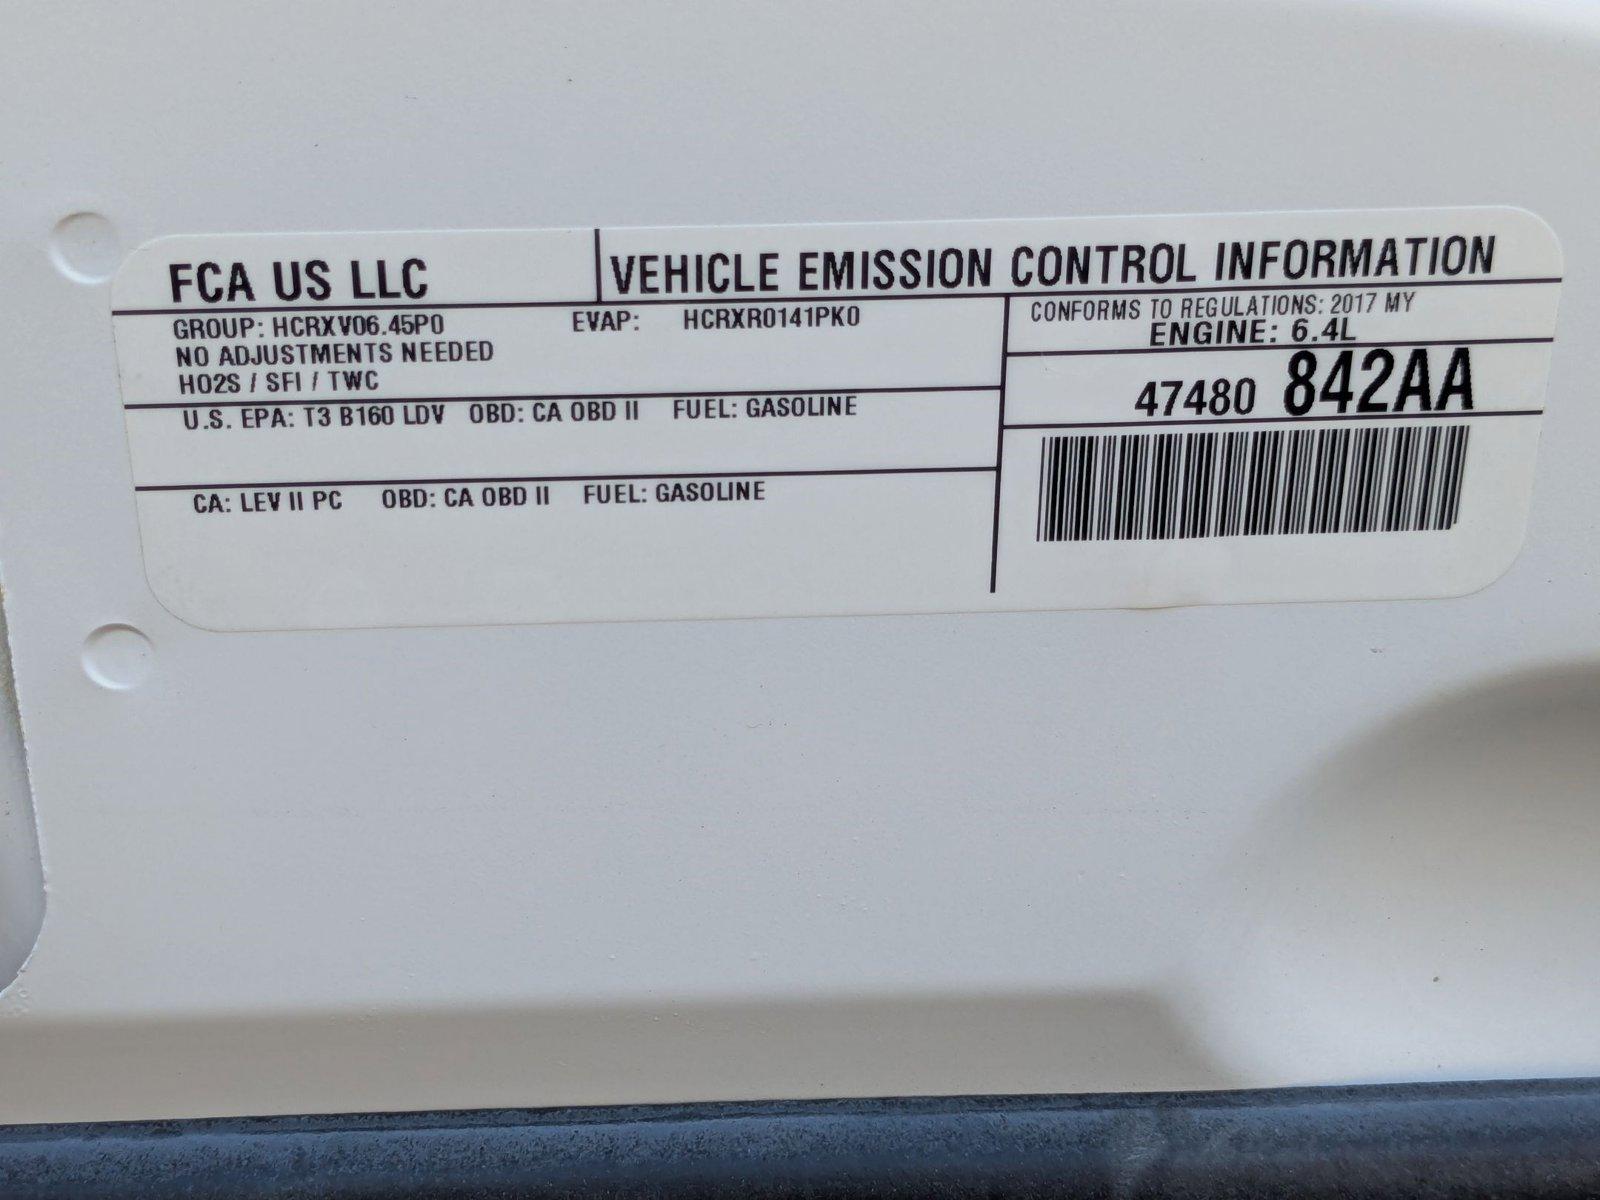 FCA US LLC
VEHICLE EMISSION CONTROL INFORMATION
GROUP: HCRXV06.45P0 EVAP: HCRXR0141PK0
NO ADJUSTMENTS NEEDED
HO2S / SFI / TWC
U.S. EPA: T3 B160 LDV OBD: CA OBD II FUEL: GASOLINE
CA: LEV II PC OBD: CA OBD II FUEL: GASOLINE
CONFORMS TO REGULATIONS: 2017 MY
ENGINE: 6.4L
47480 842AA